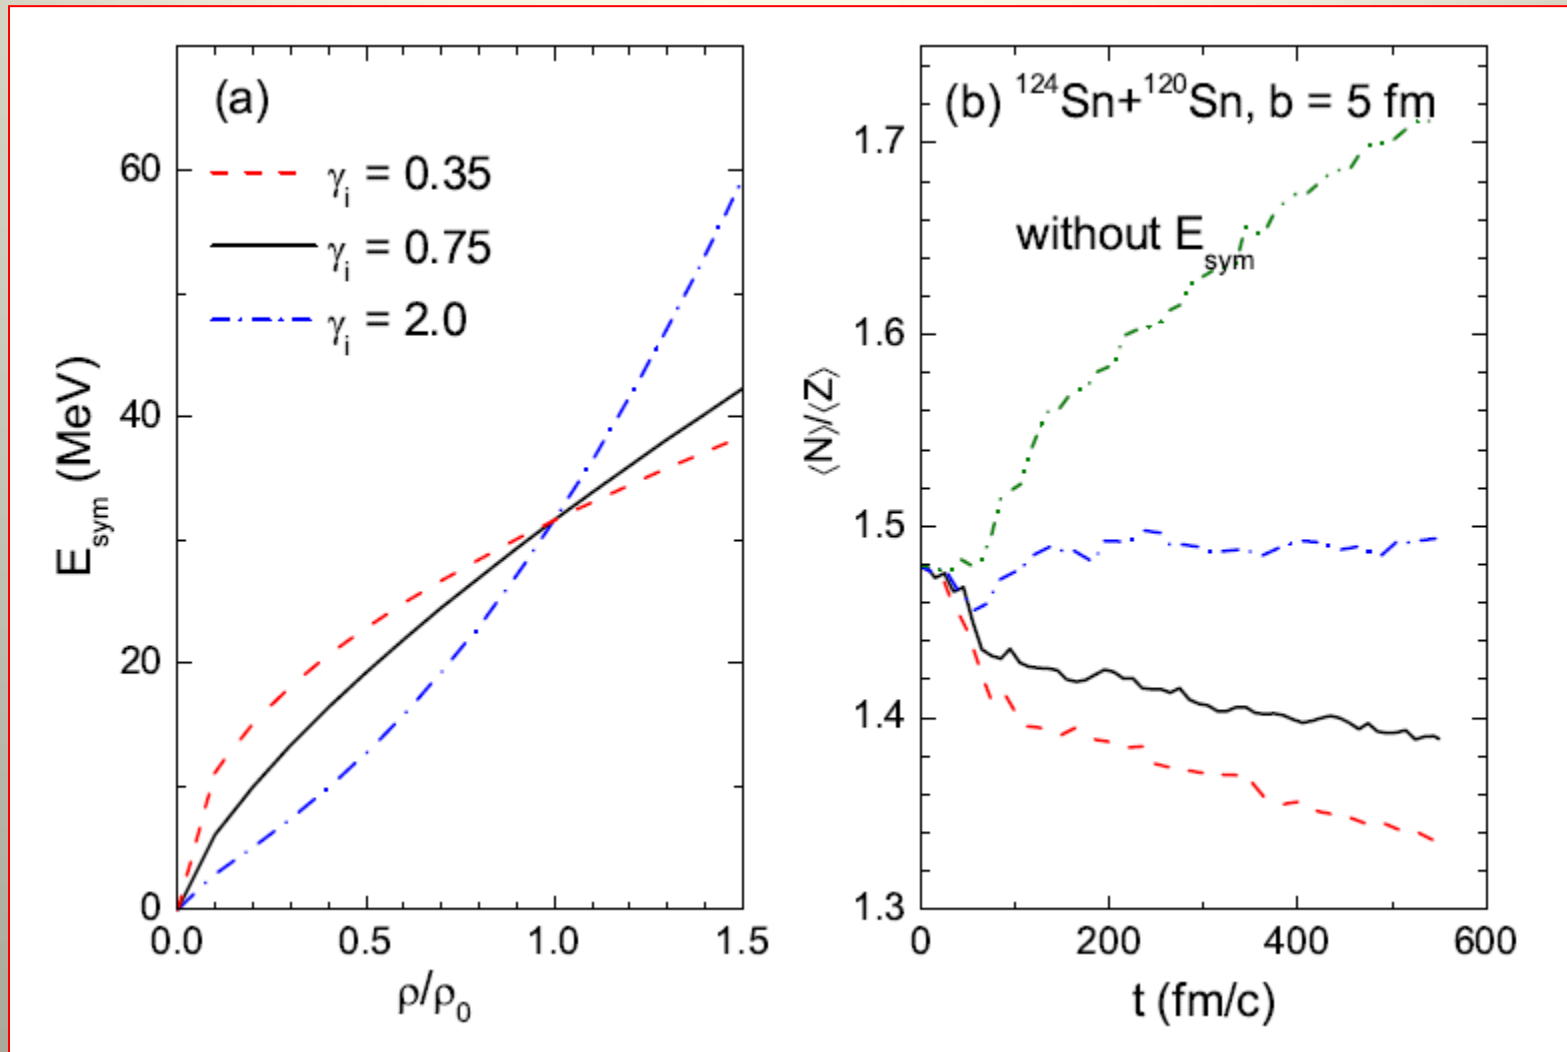 (a)
γi = 0.35
γi = 0.75
γi = 2.0
Esym (MeV)
60
40
20
0
0.0 0.5 1.0 1.5
ρ/ρ0
(b) 124Sn+120Sn, b = 5 fm
without Esym
⟨N⟩/⟨Z⟩
1.7
1.6
1.5
1.4
1.3
0 200 400 600
t (fm/c)